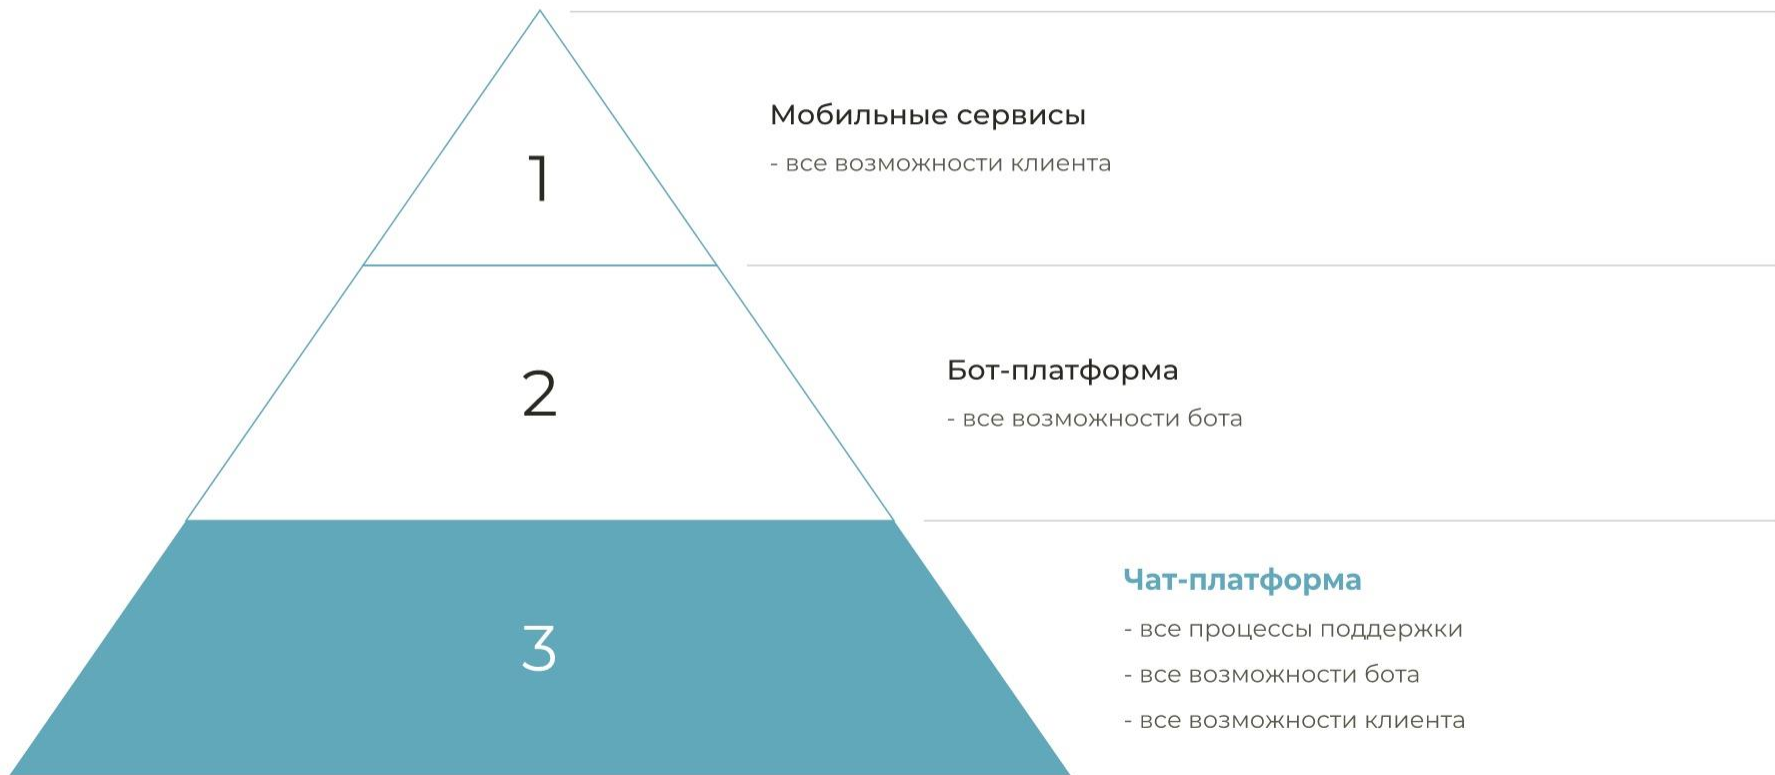 1
Мобильные сервисы
- все возможности клиента
2
Бот-платформа
- все возможности бота
3
Чат-платформа
- все процессы поддержки
- все возможности бота
- все возможности клиента